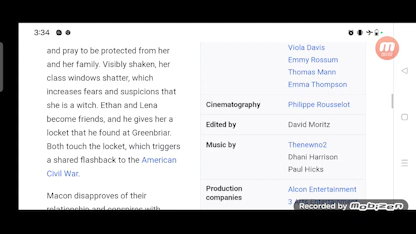 3:34
and pray to be protected from her
and her family. Visibly shaken, her
class windows shatter, which
increases fears and suspicions that
she is a witch. Ethan and Lena
become friends, and he gives her a
locket that he found at Greenbriar.
Both touch the locket, which triggers
a shared flashback to the American
Civil War.
Macon disapproves of their
relationship and conspires with
Viola Davis
Emmy Rossum
Thomas Mann
Emma Thompson
Cinematography Philippe Rousselot
Edited by David Moritz
Music by Thenewno2
Dhani Harrison
Paul Hicks
Production Alcon Entertainment
companies
Recorded by Mobizen